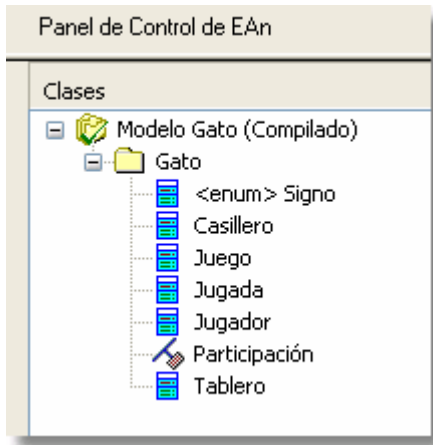 Panel de Control de EAn
Clases
Modelo Gato (Compilado)
Gato
<enum> Signo
Casillero
Juego
Jugada
Jugador
Participación
Tablero